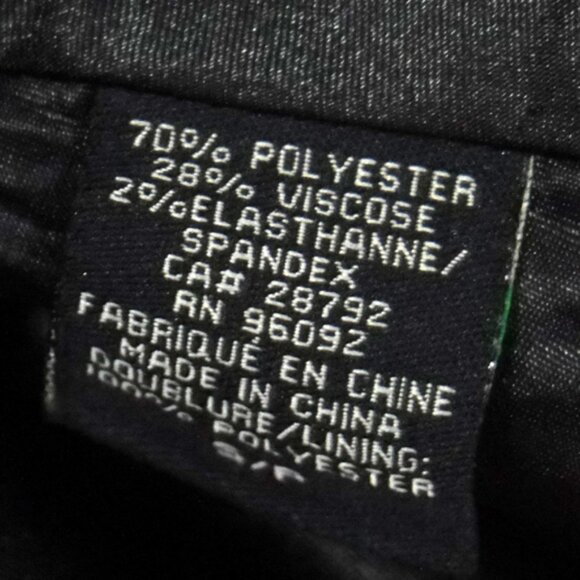 70% POLYESTER
28% VISCOSE
2%ELASTHANNE/
SPANDEX
CA# 28792
RN 96092
FABRIQUÉ EN CHINE
MADE IN CHINA
DOUBLURE/LINING:
100% POLYESTER
S/P